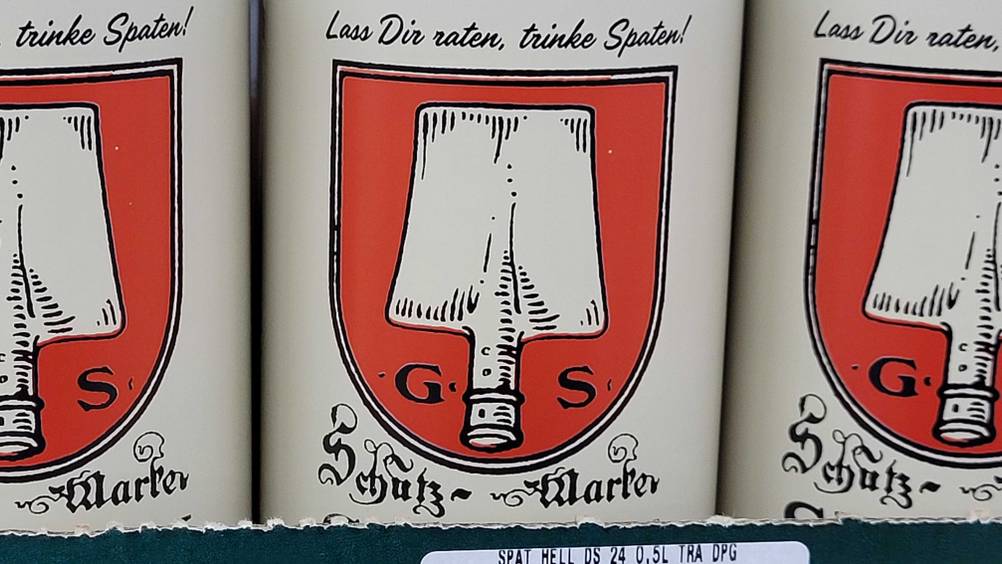 trinke Spaten!
Lass Dir raten, trinke Spaten!
Lass Dir raten,
S
G S
G
Marke
Schutz- Marke
Schutz-
SPAT HELL DS 24 0,5L TRA DPG